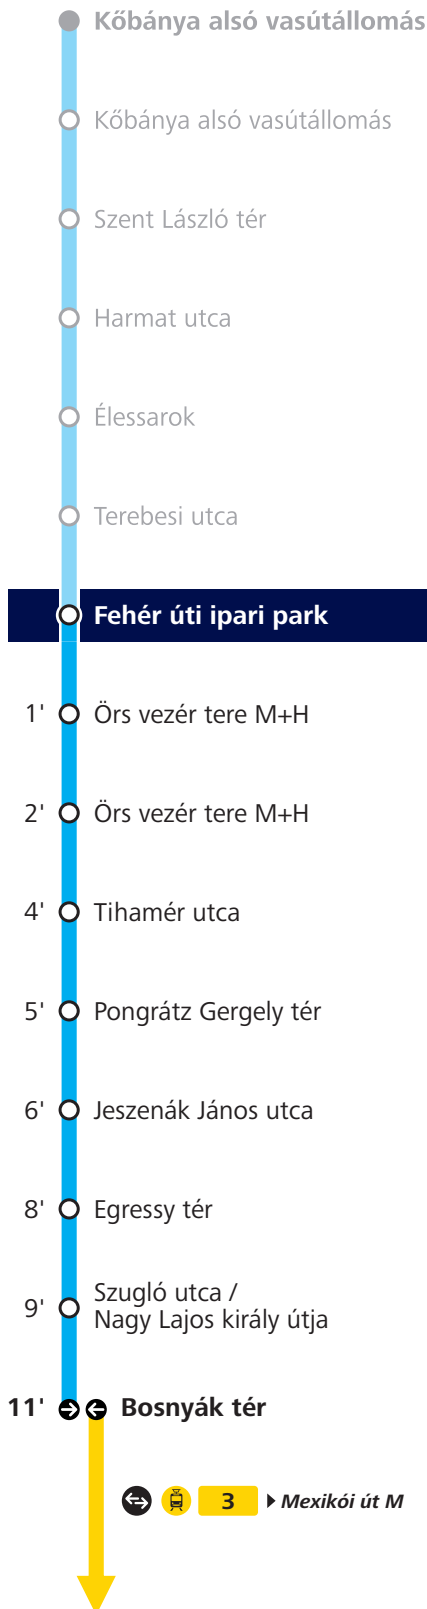 Kőbánya alsó vasútállomás
Kőbánya alsó vasútállomás
Szent László tér
Harmat utca
Élessarok
Terebesi utca
Fehér úti ipari park
1' Örs vezér tere M+H
2' Örs vezér tere M+H
4' Tihamér utca
5' Pongrátz Gergely tér
6' Jeszenák János utca
8' Egressy tér
9' Szugló utca /
Nagy Lajos király útja
11' Bosnyák tér
3 Mexikói út M